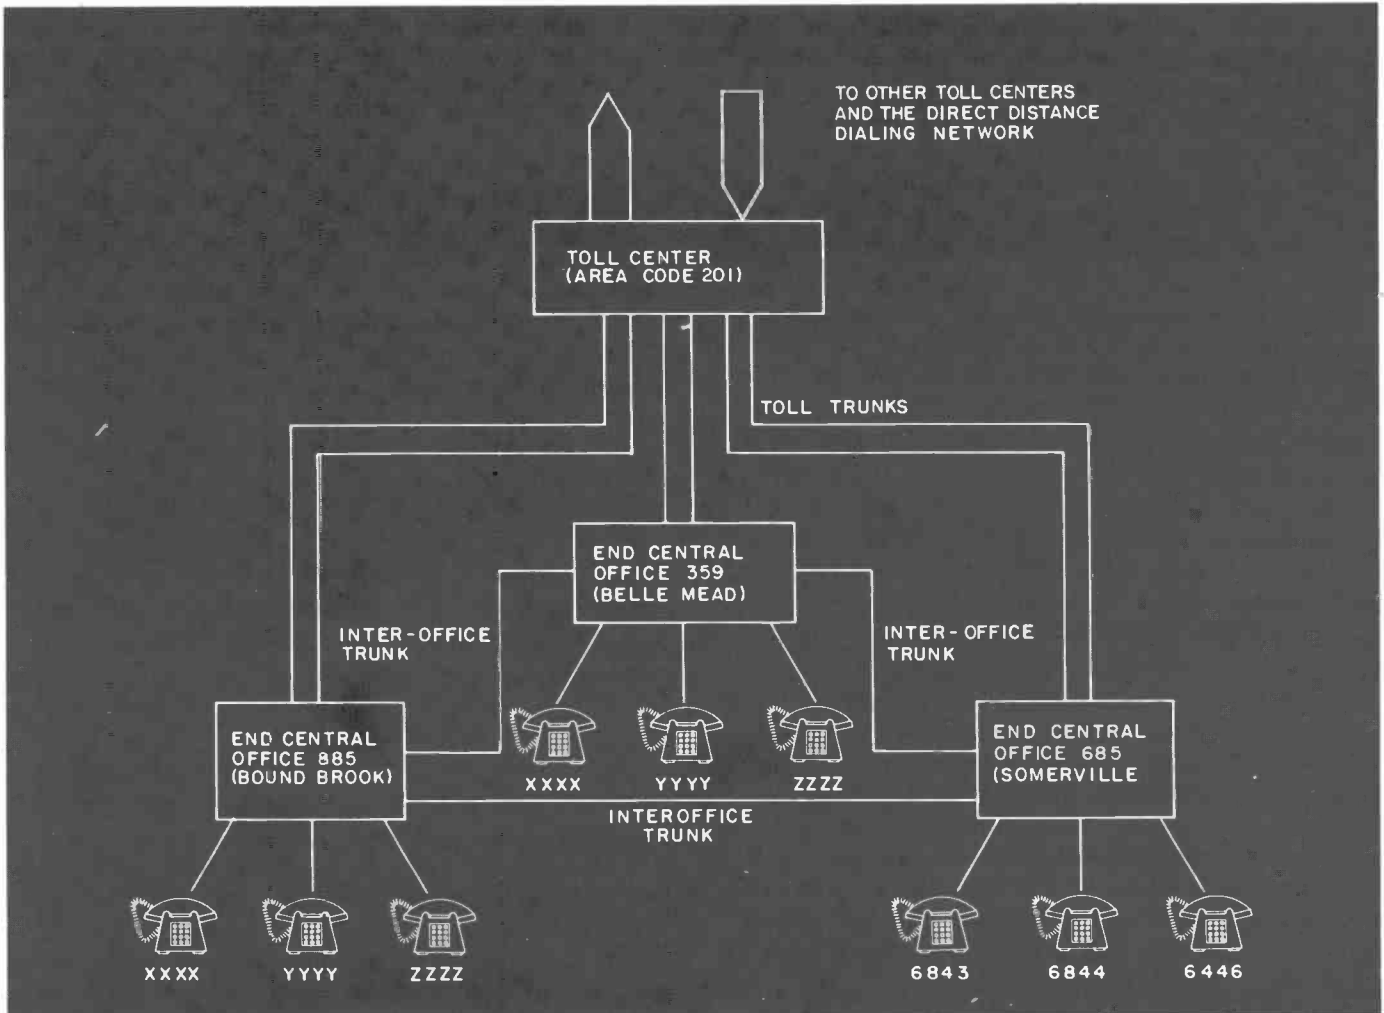 TO OTHER TOLL CENTERS
AND THE DIRECT DISTANCE
DIALING NETWORK
TOLL CENTER
(AREA CODE 201)
TOLL TRUNKS
END CENTRAL
OFFICE 359
(BELLE MEAD)
INTER-OFFICE
TRUNK
INTER-OFFICE
TRUNK
END CENTRAL
OFFICE 885
(BOUND BROOK)
END CENTRAL
OFFICE 685
(SOMERVILLE
XXXX
YYYY
ZZZZ
INTEROFFICE
TRUNK
XXXX
YYYY
ZZZZ
6843
6844
6446